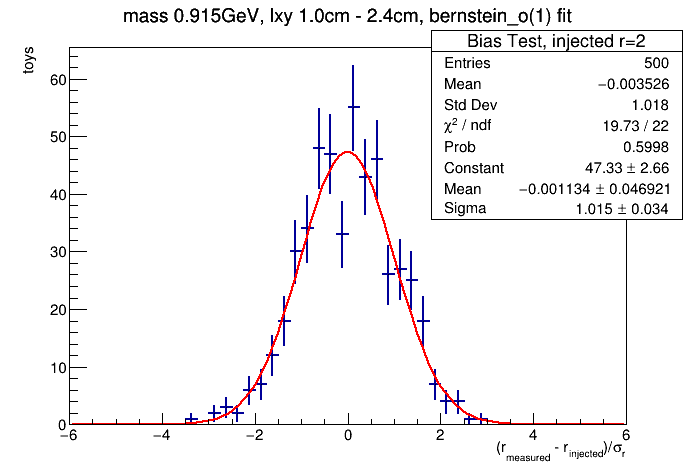 mass 0.915GeV, lxy 1.0cm - 2.4cm, bernstein_o(1) fit
Bias Test, injected r=2
Entries 500
Mean −0.003526
Std Dev 1.018
χ² / ndf 19.73 / 22
Prob 0.5998
Constant 47.33 ± 2.66
Mean −0.001134 ± 0.046921
Sigma 1.015 ± 0.034
toys
60
50
40
30
20
10
0
−6 −4 −2 0 2 4 6
(r_measured - r_injected)/σ_r